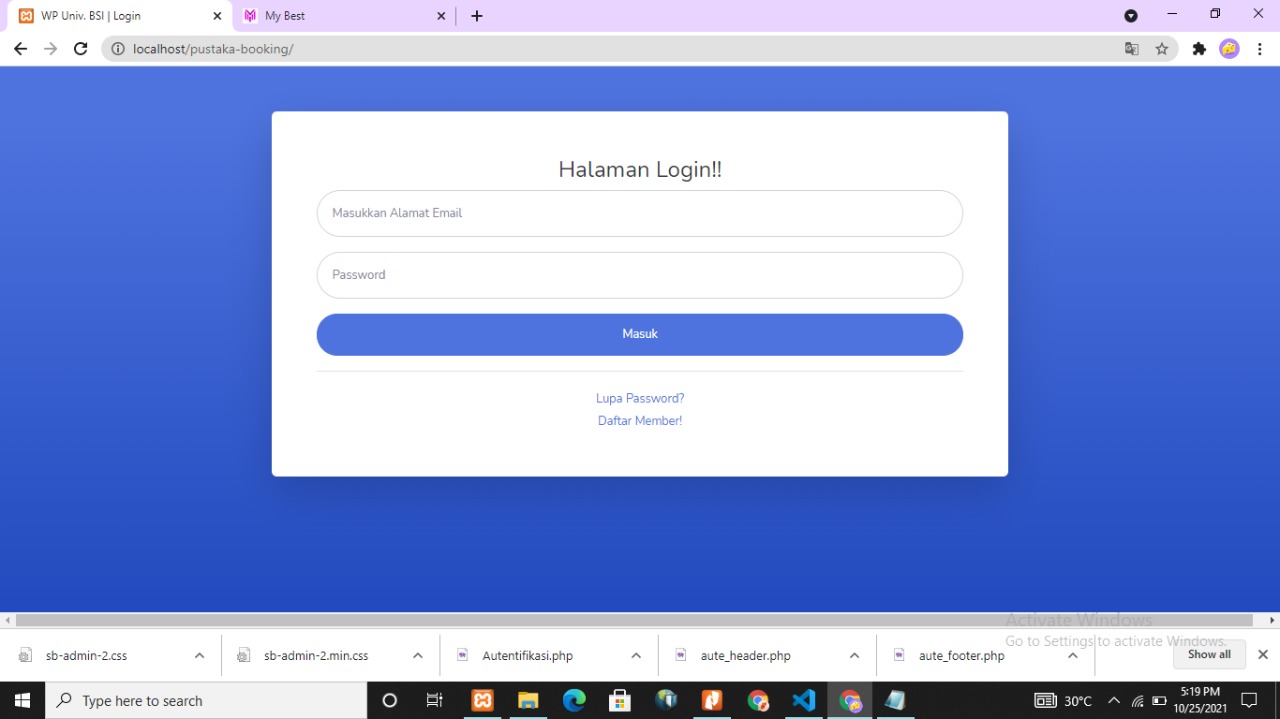 WP Univ. BSI | Login
My Best
localhost/pustaka-booking/
Halaman Login!!
Masukkan Alamat Email
Password
Masuk
Lupa Password?
Daftar Member!
Activate Windows
Go to Settings to activate Windows.
sb-admin-2.css
sb-admin-2.min.css
Autentifikasi.php
aute_header.php
aute_footer.php
Show all
Type here to search
30°C
5:19 PM
10/25/2021